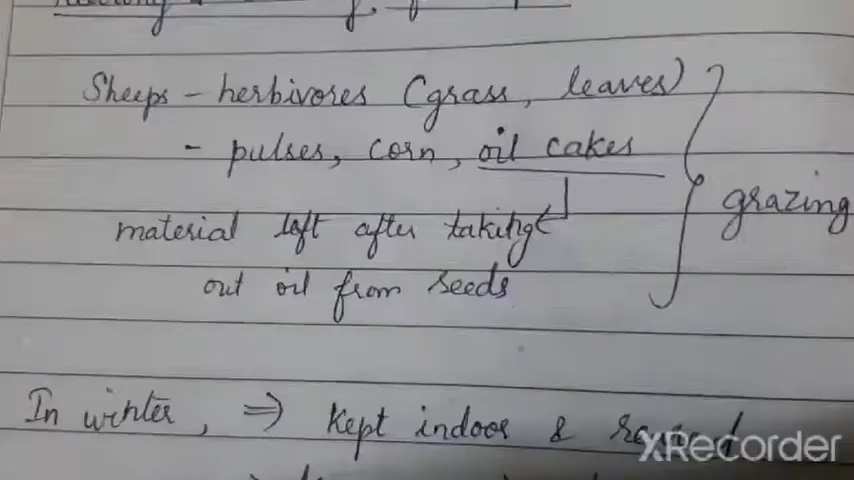 Sheeps - herbivores (grass, leaves)
- pulses, corn, oil cakes
grazing
material left after taking
out oil from seeds
In winter, ⇒ Kept indoor &
XRecorder